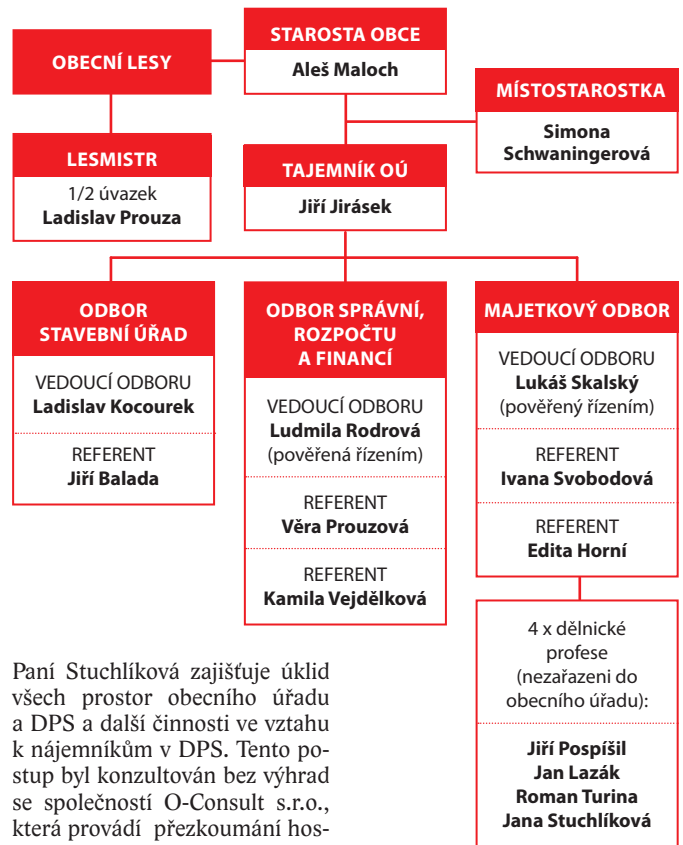 STAROSTA OBCE
Aleš Maloch
OBECNÍ LESY
MÍSTOSTAROSTKA
Simona
Schwaningerová
LESMISTR
1/2 úvazek
Ladislav Prouza
TAJEMNÍK OÚ
Jiří Jirásek
ODBOR
STAVEBNÍ ÚŘAD
VEDOUCÍ ODBORU
Ladislav Kocourek
REFERENT
Jiří Balada
ODBOR SPRÁVNÍ,
ROZPOČTU
A FINANCÍ
VEDOUCÍ ODBORU
Ludmila Rodrová
(pověřená řízením)
REFERENT
Věra Prouzová
REFERENT
Kamila Vejdělková
MAJETKOVÝ ODBOR
VEDOUCÍ ODBORU
Lukáš Skalský
(pověřený řízením)
REFERENT
Ivana Svobodová
REFERENT
Edita Horní
4 x dělnické
profese
(nezařazeni do
obecního úřadu):
Jiří Pospíšil
Jan Lazák
Roman Turina
Jana Stuchlíková
Paní Stuchlíková zajišťuje úklid
všech prostor obecního úřadu
a DPS a další činnosti ve vztahu
k nájemníkům v DPS. Tento po-
stup byl konzultován bez výhrad
se společností O-Consult s.r.o.,
která provádí přezkoumání hos-